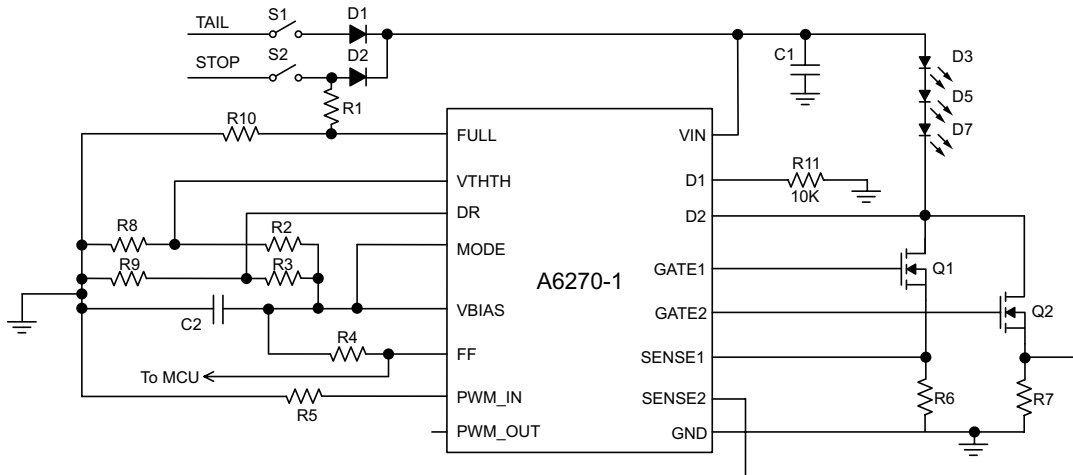 TAIL
S1
D1
STOP
S2
D2
R1
C1
D3
D5
D7
R10
FULL
VTHTH
DR
MODE
VBIAS
FF
PWM_IN
PWM_OUT
A6270-1
VIN
D1
D2
GATE1
GATE2
SENSE1
SENSE2
GND
R11
10K
R8
R2
R9
R3
C2
R4
To MCU
R5
Q1
Q2
R6
R7